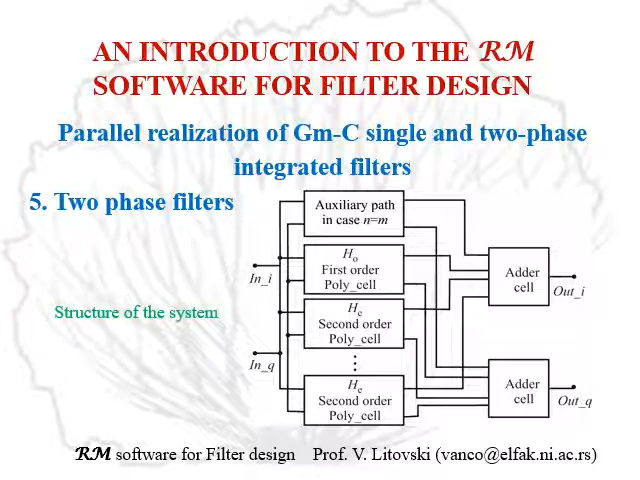 AN INTRODUCTION TO THE RM
SOFTWARE FOR FILTER DESIGN
Parallel realization of Gm-C single and two-phase
integrated filters
5. Two phase filters
Auxiliary path
in case n=m
Ho
First order
Poly_cell
In_i
Adder
cell
Out_i
Structure of the system
He
Second order
Poly_cell
In_q
He
Second order
Poly_cell
Adder
cell
Out_q
RM software for Filter design Prof. V. Litovski (vanco@elfak.ni.ac.rs)